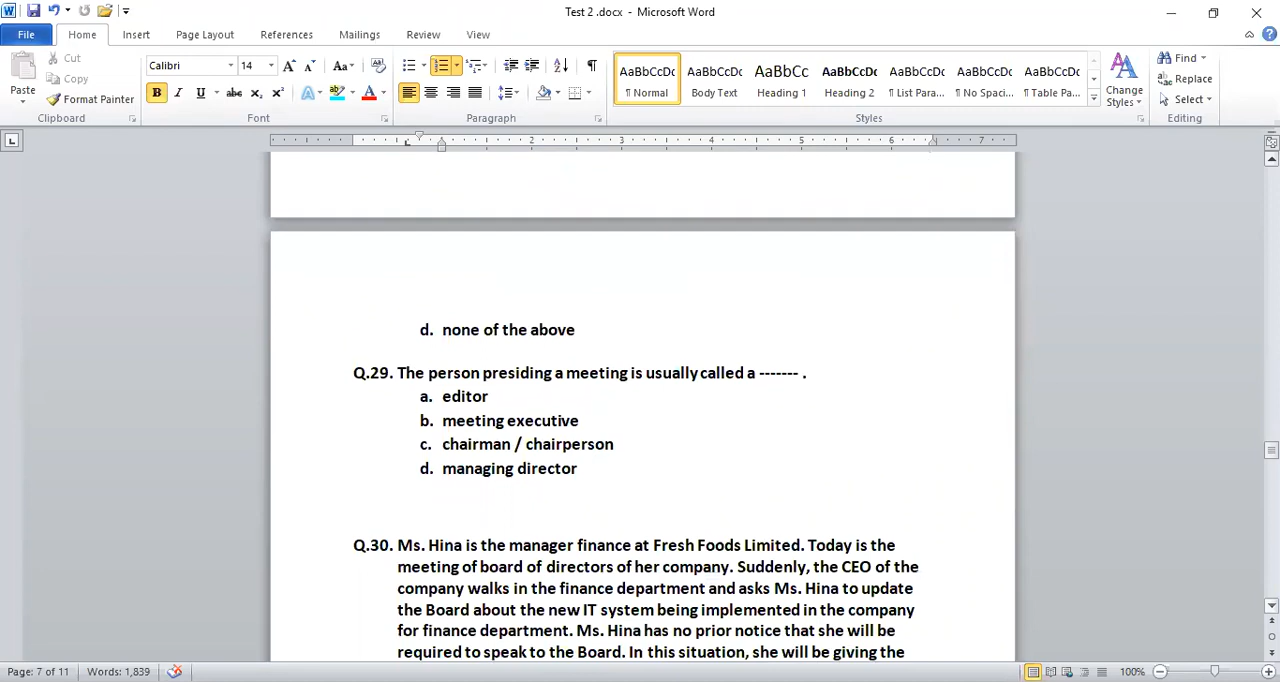 Test 2 .docx - Microsoft Word
File Home Insert Page Layout References Mailings Review View
Cut
Copy
Format Painter
Paste
Clipboard
Calibri 14
Font
Paragraph
AaBbCcDc AaBbCcDc AaBbCc AaBbCcDc AaBbCcDc AaBbCcDc AaBbCcDc
¶ Normal Body Text Heading 1 Heading 2 ¶ List Para... ¶ No Spaci... ¶ Table Pa...
Change Styles
Styles
Find
Replace
Select
Editing
1 2 3 4 5 6 7
d. none of the above
Q.29. The person presiding a meeting is usually called a ------- .
a. editor
b. meeting executive
c. chairman / chairperson
d. managing director
Q.30. Ms. Hina is the manager finance at Fresh Foods Limited. Today is the
meeting of board of directors of her company. Suddenly, the CEO of the
company walks in the finance department and asks Ms. Hina to update
the Board about the new IT system being implemented in the company
for finance department. Ms. Hina has no prior notice that she will be
required to speak to the Board. In this situation, she will be giving the
Page: 7 of 11 Words: 1,839 100%